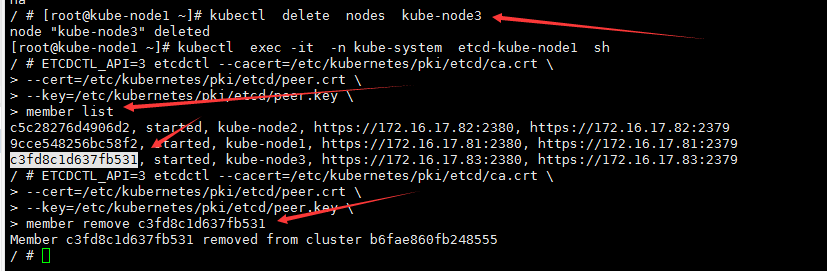 / # [root@kube-node1 ~]# kubectl  delete  nodes  kube-node3
node "kube-node3" deleted
[root@kube-node1 ~]# kubectl  exec -it  -n kube-system  etcd-kube-node1  sh
/ # ETCDCTL_API=3 etcdctl --cacert=/etc/kubernetes/pki/etcd/ca.crt \
> --cert=/etc/kubernetes/pki/etcd/peer.crt \
> --key=/etc/kubernetes/pki/etcd/peer.key \
> member list
c5c28276d4906d2, started, kube-node2, https://172.16.17.82:2380, https://172.16.17.82:2379
9cce548256bc58f2, started, kube-node1, https://172.16.17.81:2380, https://172.16.17.81:2379
c3fd8c1d637fb531, started, kube-node3, https://172.16.17.83:2380, https://172.16.17.83:2379
/ # ETCDCTL_API=3 etcdctl --cacert=/etc/kubernetes/pki/etcd/ca.crt \
> --cert=/etc/kubernetes/pki/etcd/peer.crt \
> --key=/etc/kubernetes/pki/etcd/peer.key \
> member remove c3fd8c1d637fb531
Member c3fd8c1d637fb531 removed from cluster b6fae860fb248555
/ #